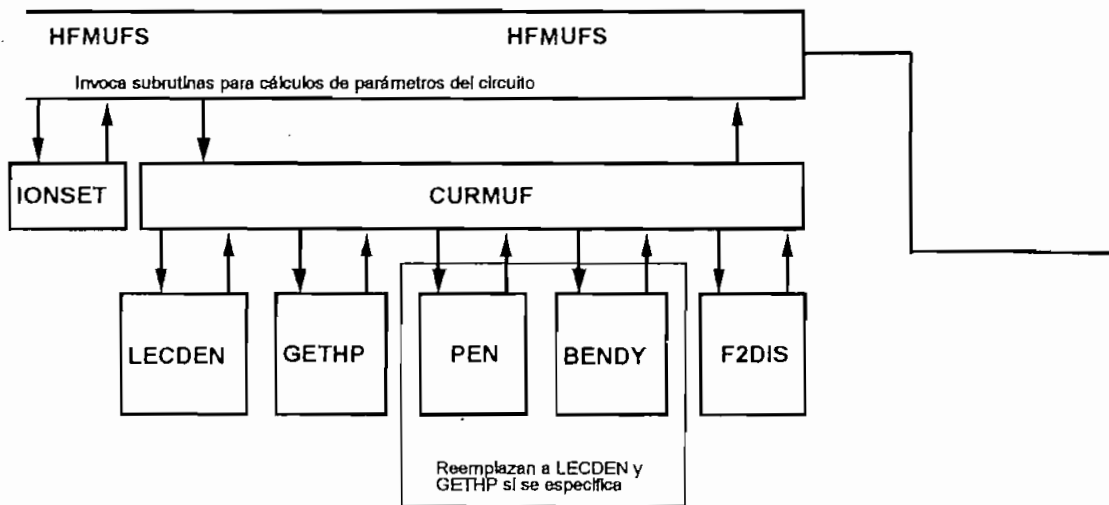 HFMUFS HFMUFS
Invoca subrutinas para cálculos de parámetros del circuito
IONSET
CURMUF
LECDEN
GETHP
PEN
BENDY
F2DIS
Reemplazan a LECDEN y
GETHP sí se especifica